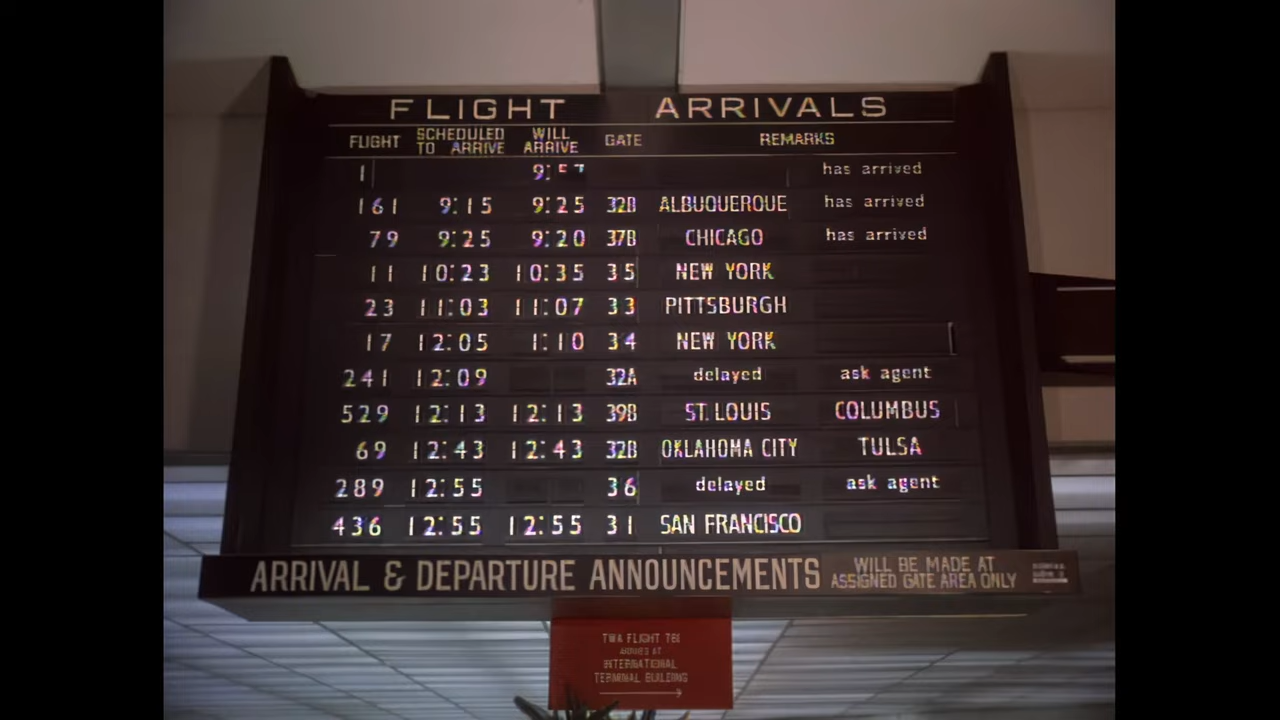 FLIGHT ARRIVALS
FLIGHT SCHEDULED TO ARRIVE WILL ARRIVE GATE REMARKS
1 has arrived
161 9:15 9:25 32B ALBUQUERQUE has arrived
79 9:25 9:20 37B CHICAGO has arrived
11 10:23 10:35 35 NEW YORK
23 11:03 11:07 33 PITTSBURGH
17 12:05 1:10 34 NEW YORK
241 12:09 32A delayed ask agent
529 12:13 12:13 39B ST. LOUIS COLUMBUS
69 12:43 12:43 32B OKLAHOMA CITY TULSA
289 12:55 36 delayed ask agent
436 12:55 12:55 31 SAN FRANCISCO
ARRIVAL & DEPARTURE ANNOUNCEMENTS WILL BE MADE AT
ASSIGNED GATE AREA ONLY
TWA FLIGHT
ARRIVES AT
INTERNATIONAL
TERMINAL BUILDING